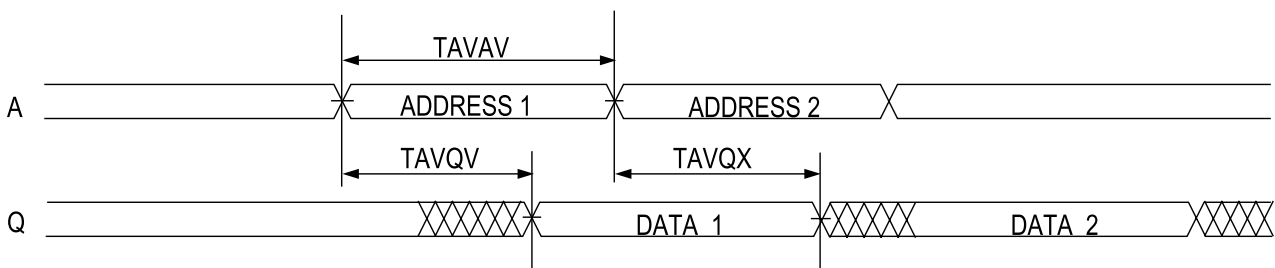 TAVAV
A ADDRESS 1 ADDRESS 2
TAVQV TAVQX
Q DATA 1 DATA 2